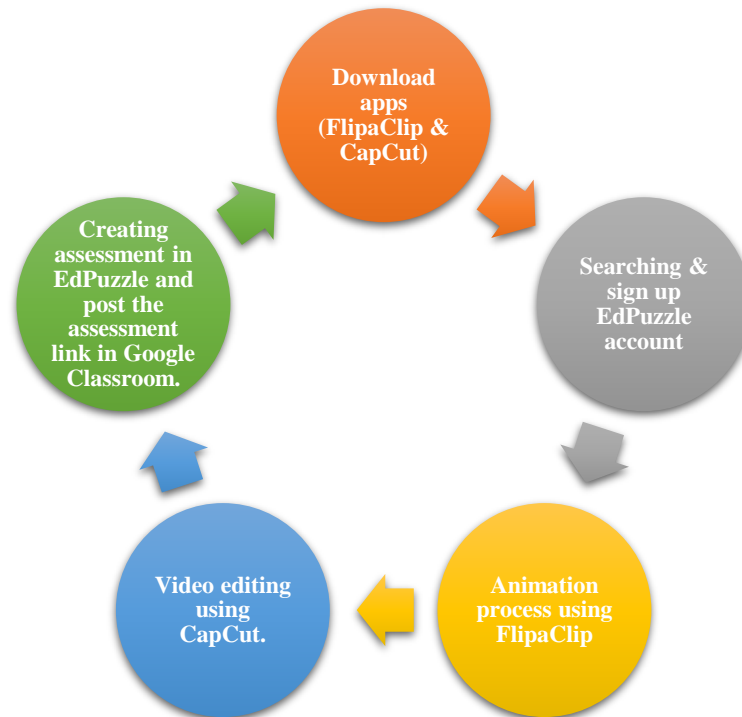 Download
apps
(FlipaClip &
CapCut)
Searching &
sign up
EdPuzzle
account
Animation
process using
FlipaClip
Video editing
using
CapCut.
Creating
assessment in
EdPuzzle and
post the
assessment
link in Google
Classroom.